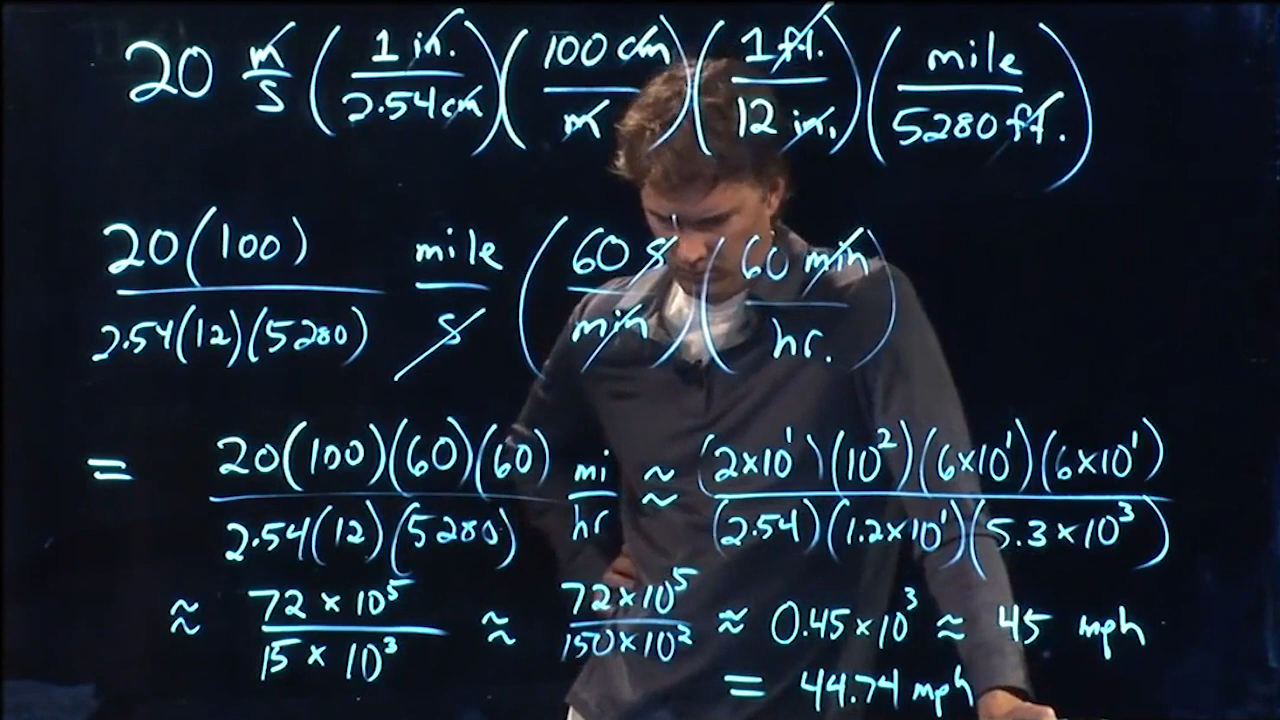 20 m/s (1 in./2.54 cm)(100 cm/m)(1 ft./12 in.)(mile/5280 ft.)
20(100)/2.54(12)(5280) mile/s (60 s/min)(60 min/hr.)
= 20(100)(60)(60)/2.54(12)(5280) mi/hr ≈ (2×10¹)(10²)(6×10¹)(6×10¹)/(2.54)(1.2×10¹)(5.3×10³)
≈ 72 × 10⁵/15 × 10³ ≈ 72×10⁵/150×10² ≈ 0.45×10³ ≈ 45 mph
= 44.74 mph